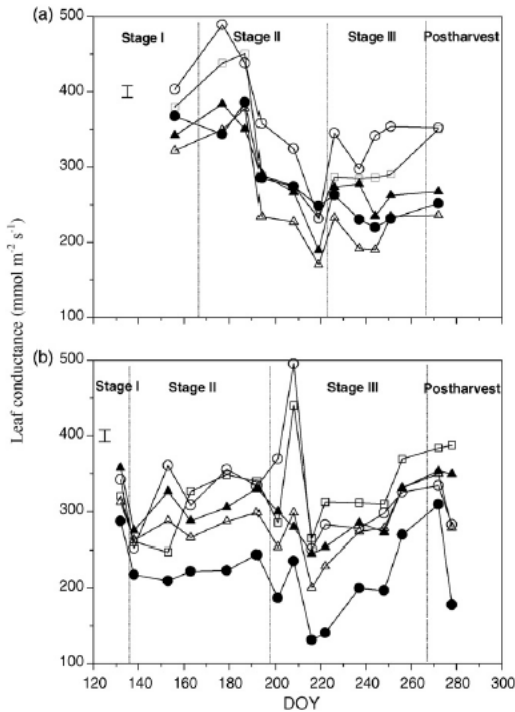 (a)
500
Stage I
Stage II
Stage III
Postharvest
400
300
200
100
Leaf conductance (mmol m⁻² s⁻¹)
(b)
500
Stage I
Stage II
Stage III
Postharvest
400
300
200
100
120 140 160 180 200 220 240 260 280 300
DOY